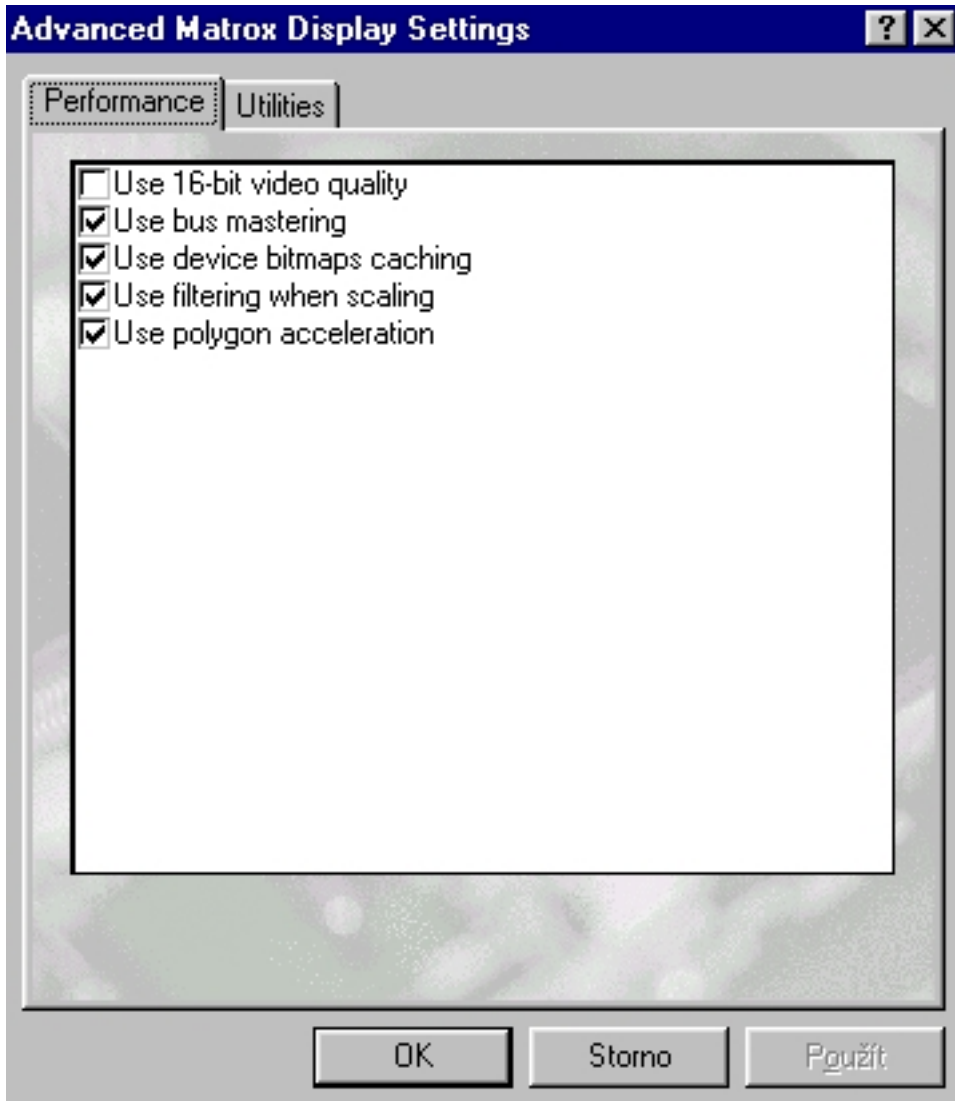 Advanced Matrox Display Settings
Performance Utilities
Use 16-bit video quality
Use bus mastering
Use device bitmaps caching
Use filtering when scaling
Use polygon acceleration
OK Storno Použít